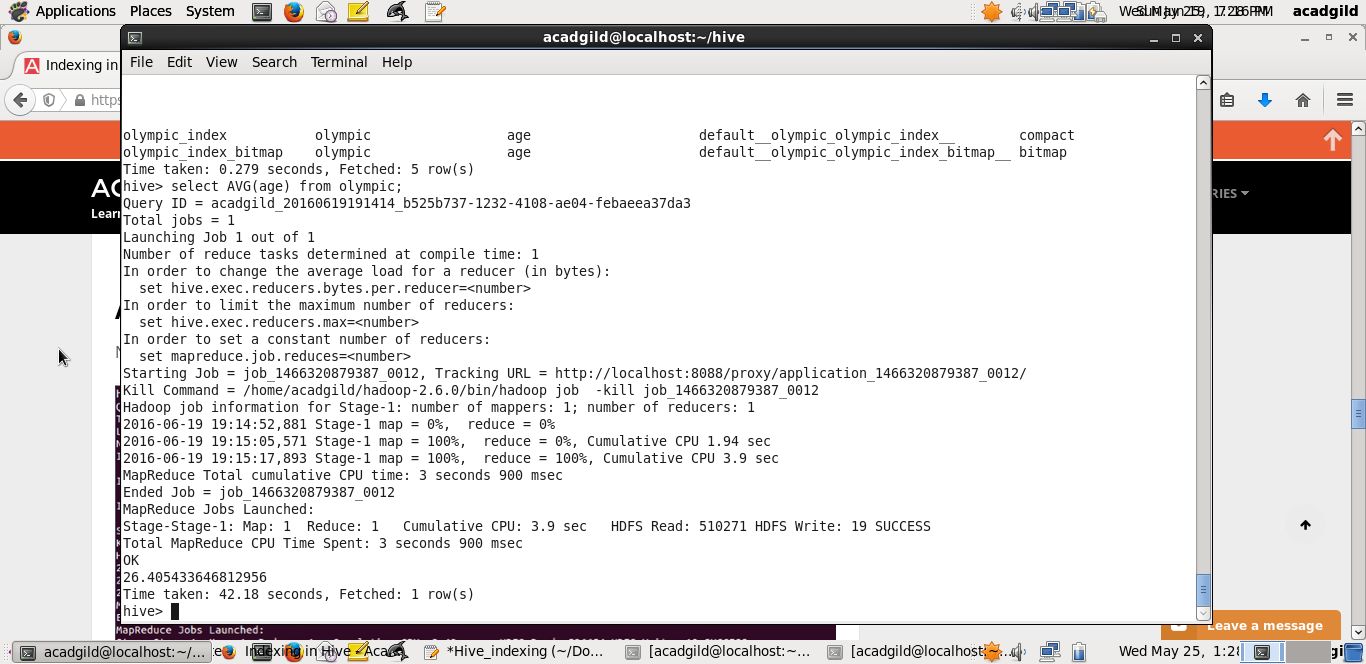 Applications Places System
acadgild
acadgild@localhost:~/hive
Indexing in
File Edit View Search Terminal Help
https
olympic_index olympic age default__olympic_olympic_index__ compact
olympic_index_bitmap olympic age default__olympic_olympic_index_bitmap__ bitmap
Time taken: 0.279 seconds, Fetched: 5 row(s)
hive> select AVG(age) from olympic;
Query ID = acadgild_20160619191414_b525b737-1232-4108-ae04-febaeea37da3
Total jobs = 1
Launching Job 1 out of 1
Number of reduce tasks determined at compile time: 1
In order to change the average load for a reducer (in bytes):
set hive.exec.reducers.bytes.per.reducer=<number>
In order to limit the maximum number of reducers:
set hive.exec.reducers.max=<number>
In order to set a constant number of reducers:
set mapreduce.job.reduces=<number>
Starting Job = job_1466320879387_0012, Tracking URL = http://localhost:8088/proxy/application_1466320879387_0012/
Kill Command = /home/acadgild/hadoop-2.6.0/bin/hadoop job -kill job_1466320879387_0012
Hadoop job information for Stage-1: number of mappers: 1; number of reducers: 1
2016-06-19 19:14:52,881 Stage-1 map = 0%, reduce = 0%
2016-06-19 19:15:05,571 Stage-1 map = 100%, reduce = 0%, Cumulative CPU 1.94 sec
2016-06-19 19:15:17,893 Stage-1 map = 100%, reduce = 100%, Cumulative CPU 3.9 sec
MapReduce Total cumulative CPU time: 3 seconds 900 msec
Ended Job = job_1466320879387_0012
MapReduce Jobs Launched:
Stage-Stage-1: Map: 1 Reduce: 1 Cumulative CPU: 3.9 sec HDFS Read: 510271 HDFS Write: 19 SUCCESS
Total MapReduce CPU Time Spent: 3 seconds 900 msec
OK
26.405433646812956
Time taken: 42.18 seconds, Fetched: 1 row(s)
hive>
AC
Learn
RIES
MapReduce Jobs Launched:
Leave a message
acadgild@localhost:~/... Indexing in Hive - Aca *Hive_indexing (~/Do... [acadgild@localhost:~... [acadgild@localhost:~... Wed May 25, 1:28